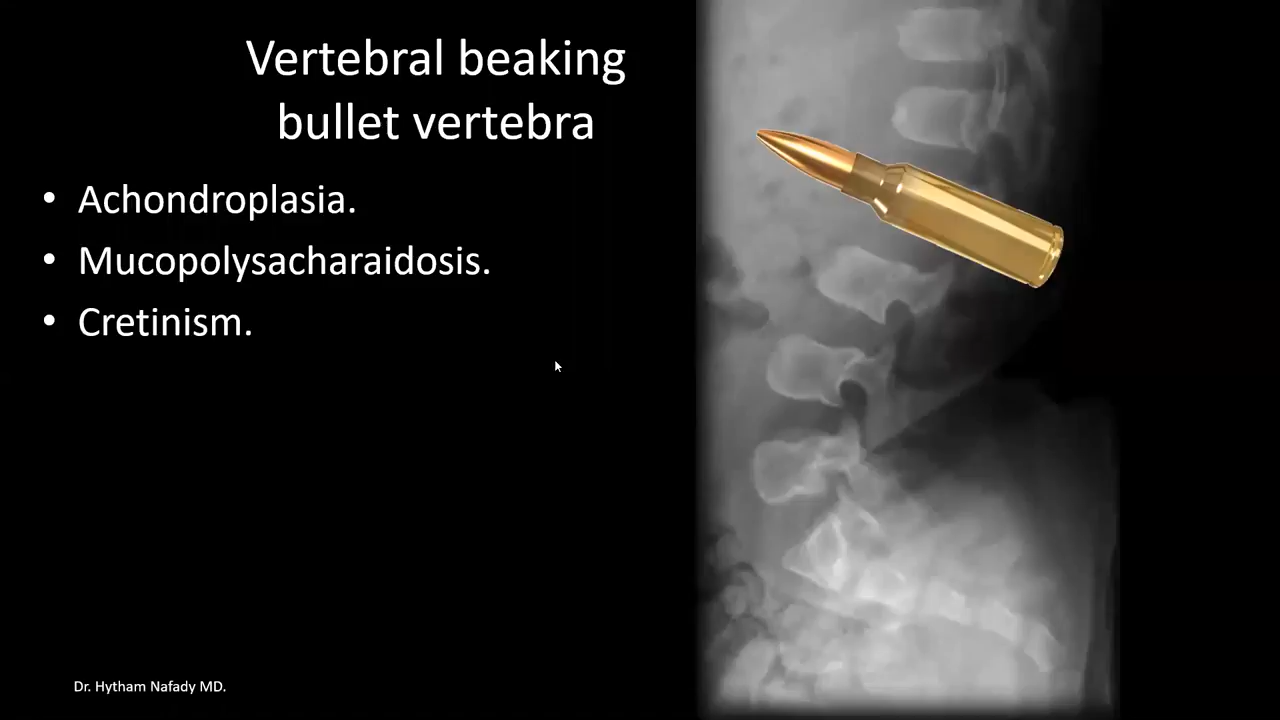 Vertebral beaking
bullet vertebra
• Achondroplasia.
• Mucopolysacharaidosis.
• Cretinism.
Dr. Hytham Nafady MD.